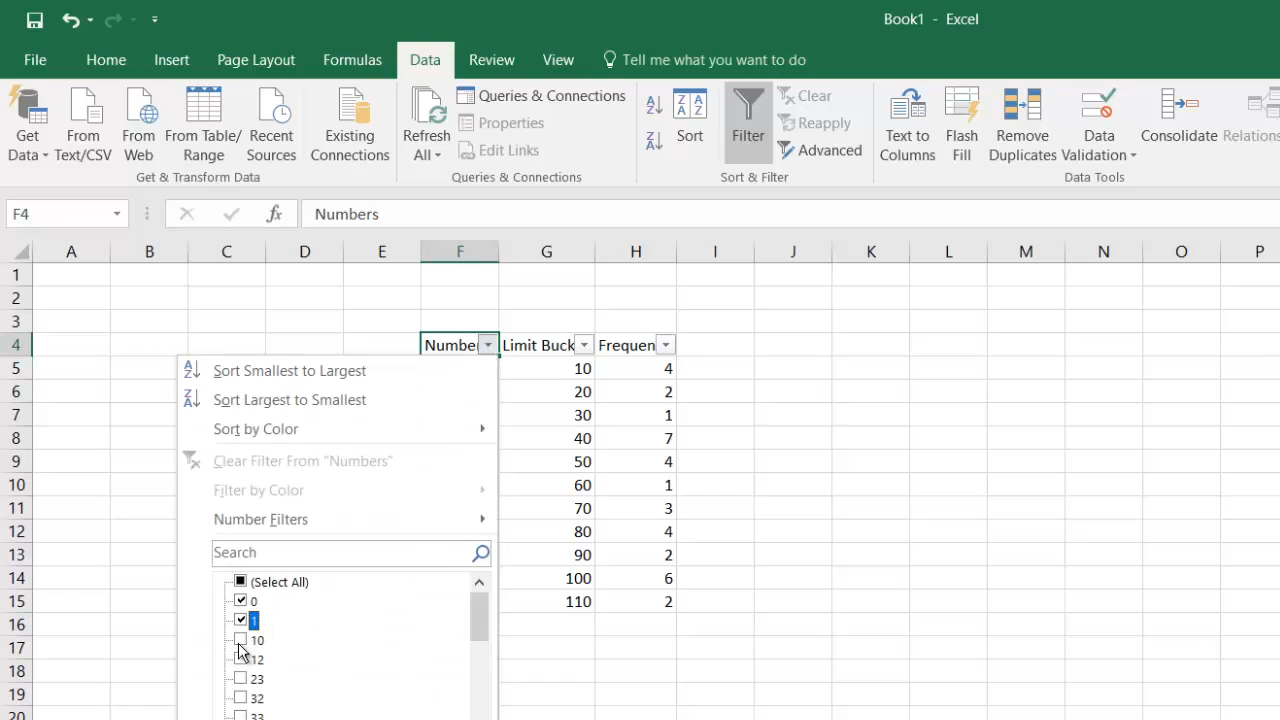 Book1 - Excel
File Home Insert Page Layout Formulas Data Review View Tell me what you want to do
Get Data
From Text/CSV
From Web
From Table/ Range
Recent Sources
Existing Connections
Get & Transform Data
Refresh All
Queries & Connections
Properties
Edit Links
Queries & Connections
Sort
Filter
Clear
Reapply
Advanced
Sort & Filter
Text to Columns
Flash Fill
Remove Duplicates
Data Validation
Consolidate
Data Tools
F4 fx Numbers
A B C D E F G H I J K L M N O P
1
2
3
4 Limit Buck Frequen
5 10 4
6 20 2
7 30 1
8 40 7
9 50 4
10 60 1
11 70 3
12 80 4
13 90 2
14 100 6
15 110 2
16
17
18
19
20
Sort Smallest to Largest
Sort Largest to Smallest
Sort by Color
Clear Filter From "Numbers"
Filter by Color
Number Filters
Search
(Select All)
0
1
10
12
23
32
33